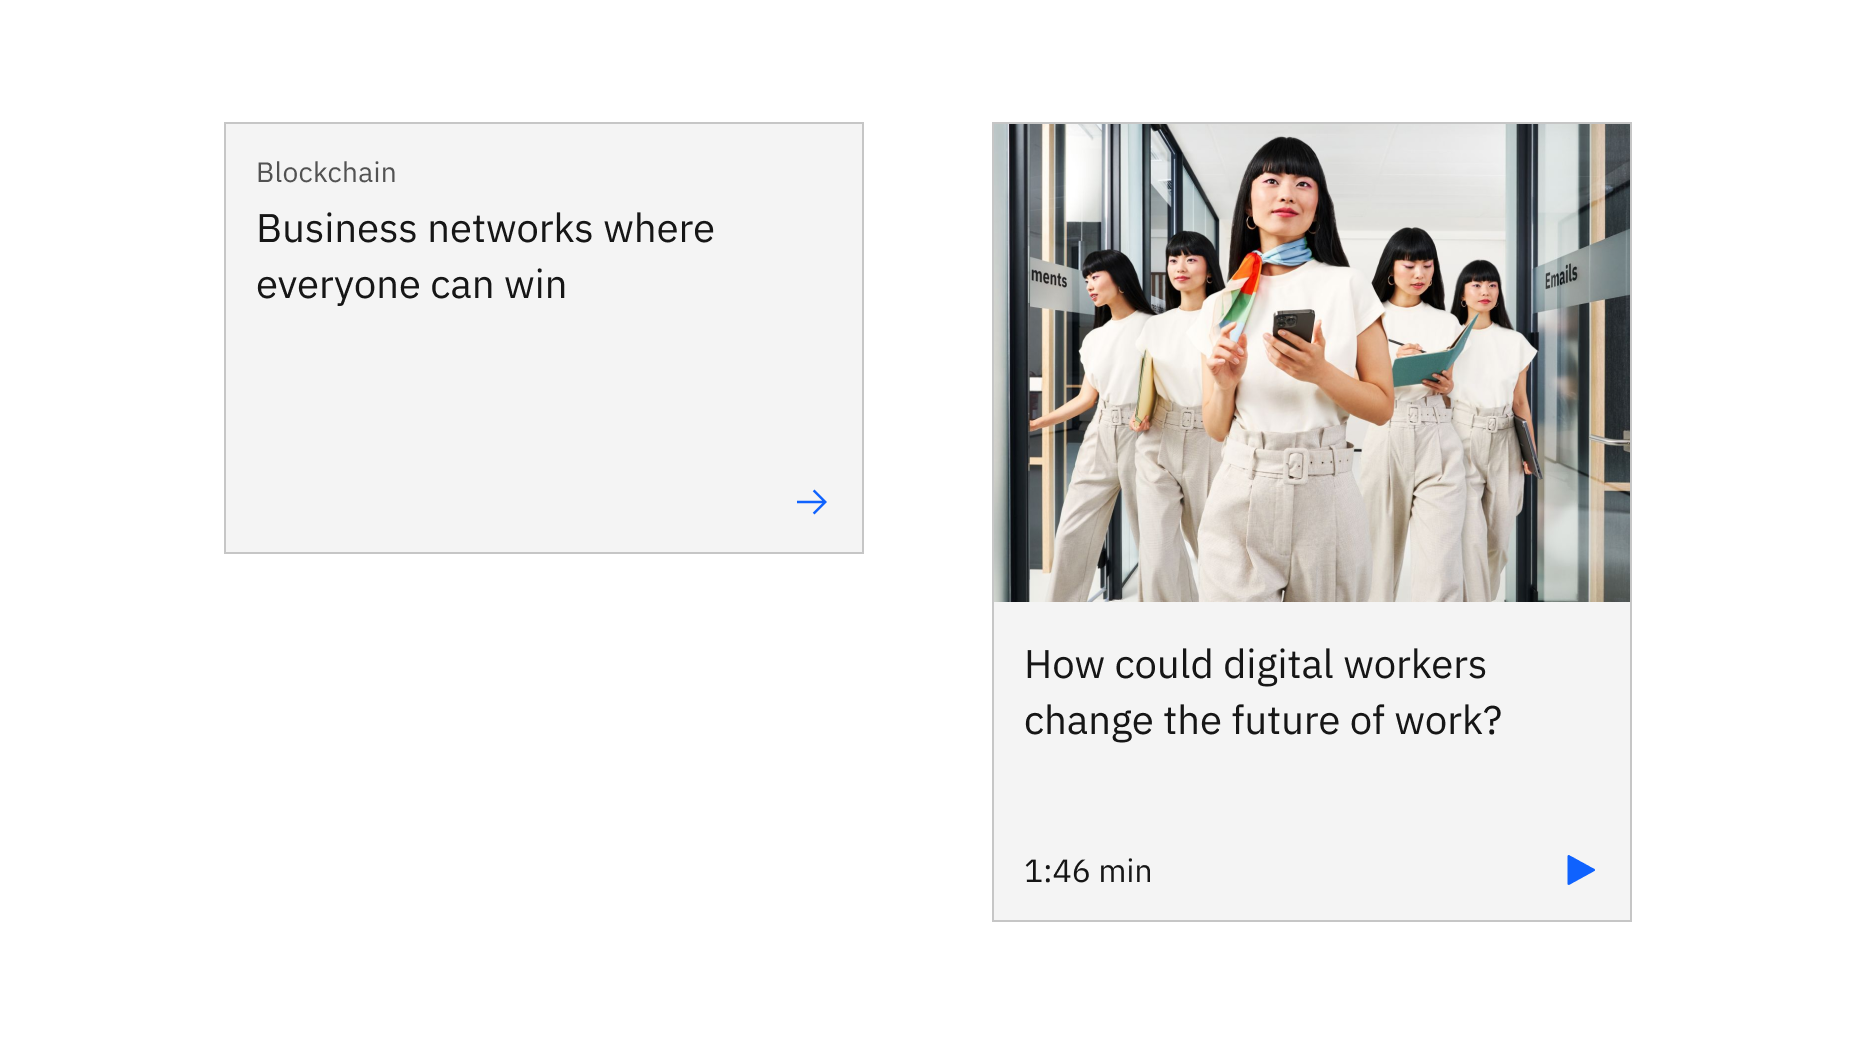 Blockchain
Business networks where
everyone can win
ments
Emails
How could digital workers
change the future of work?
1:46 min